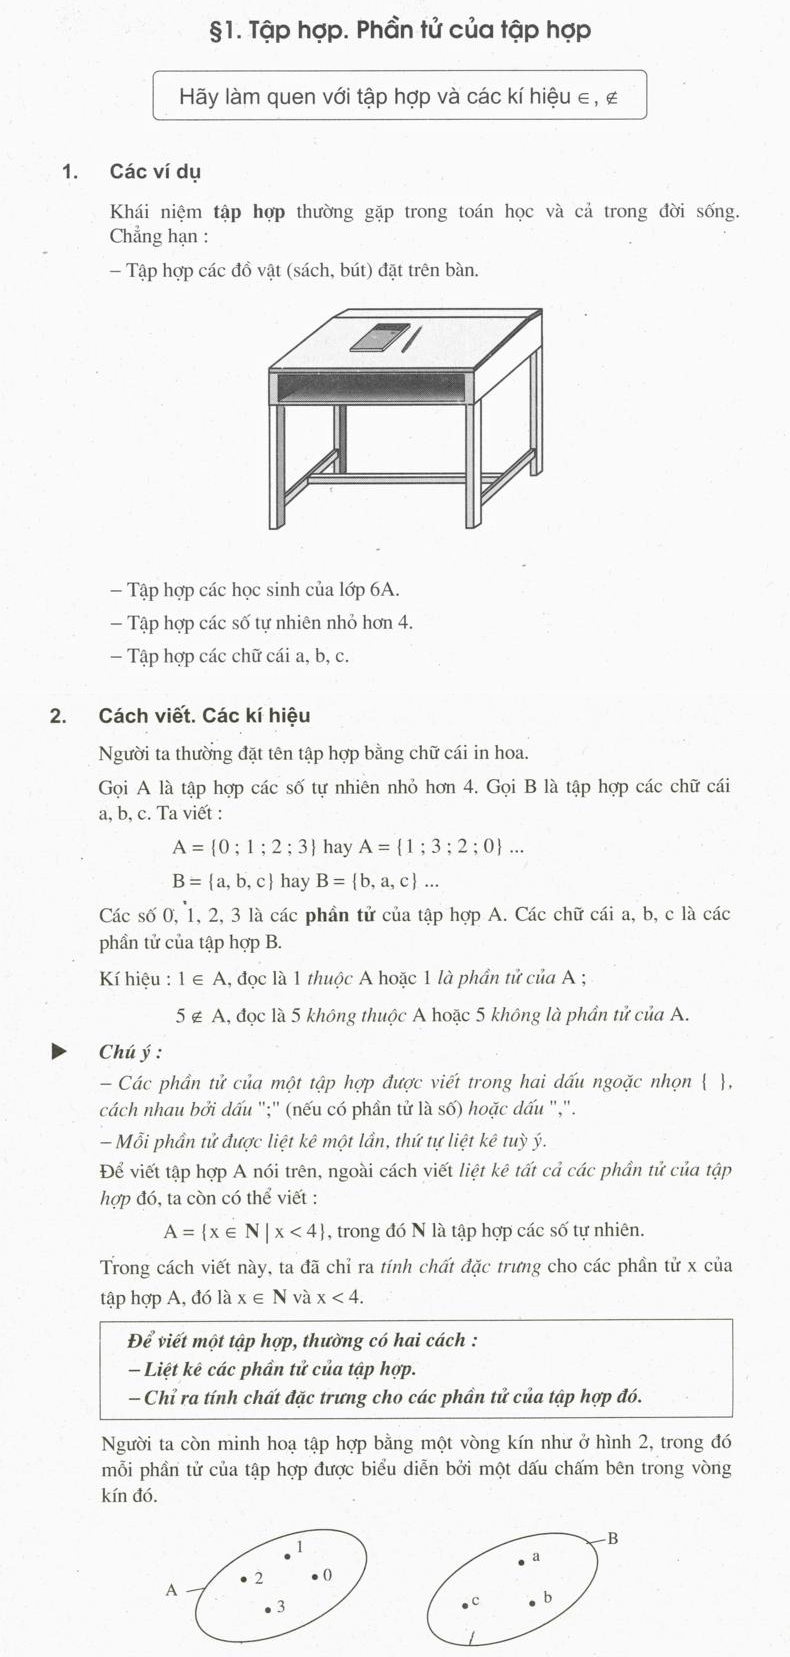 §1. Tập hợp. Phần tử của tập hợp
Hãy làm quen với tập hợp và các kí hiệu ∈ , ∉
1. Các ví dụ
Khái niệm tập hợp thường gặp trong toán học và cả trong đời sống.
Chẳng hạn :
– Tập hợp các đồ vật (sách, bút) đặt trên bàn.
– Tập hợp các học sinh của lớp 6A.
– Tập hợp các số tự nhiên nhỏ hơn 4.
– Tập hợp các chữ cái a, b, c.
2. Cách viết. Các kí hiệu
Người ta thường đặt tên tập hợp bằng chữ cái in hoa.
Gọi A là tập hợp các số tự nhiên nhỏ hơn 4. Gọi B là tập hợp các chữ cái
a, b, c. Ta viết :
A = {0 ; 1 ; 2 ; 3} hay A = {1 ; 3 ; 2 ; 0} ...
B = {a, b, c} hay B = {b, a, c} ...
Các số 0, 1, 2, 3 là các phần tử của tập hợp A. Các chữ cái a, b, c là các
phần tử của tập hợp B.
Kí hiệu : 1 ∈ A, đọc là 1 thuộc A hoặc 1 là phần tử của A ;
5 ∉ A, đọc là 5 không thuộc A hoặc 5 không là phần tử của A.
Chú ý :
– Các phần tử của một tập hợp được viết trong hai dấu ngoặc nhọn { },
cách nhau bởi dấu ";" (nếu có phần tử là số) hoặc dấu ",".
– Mỗi phần tử được liệt kê một lần, thứ tự liệt kê tuỳ ý.
Để viết tập hợp A nói trên, ngoài cách viết liệt kê tất cả các phần tử của tập
hợp đó, ta còn có thể viết :
A = {x ∈ N | x < 4}, trong đó N là tập hợp các số tự nhiên.
Trong cách viết này, ta đã chỉ ra tính chất đặc trưng cho các phần tử x của
tập hợp A, đó là x ∈ N và x < 4.
Để viết một tập hợp, thường có hai cách :
– Liệt kê các phần tử của tập hợp.
– Chỉ ra tính chất đặc trưng cho các phần tử của tập hợp đó.
Người ta còn minh hoạ tập hợp bằng một vòng kín như ở hình 2, trong đó
mỗi phần tử của tập hợp được biểu diễn bởi một dấu chấm bên trong vòng
kín đó.
A
1
2
0
3
B
a
c
b